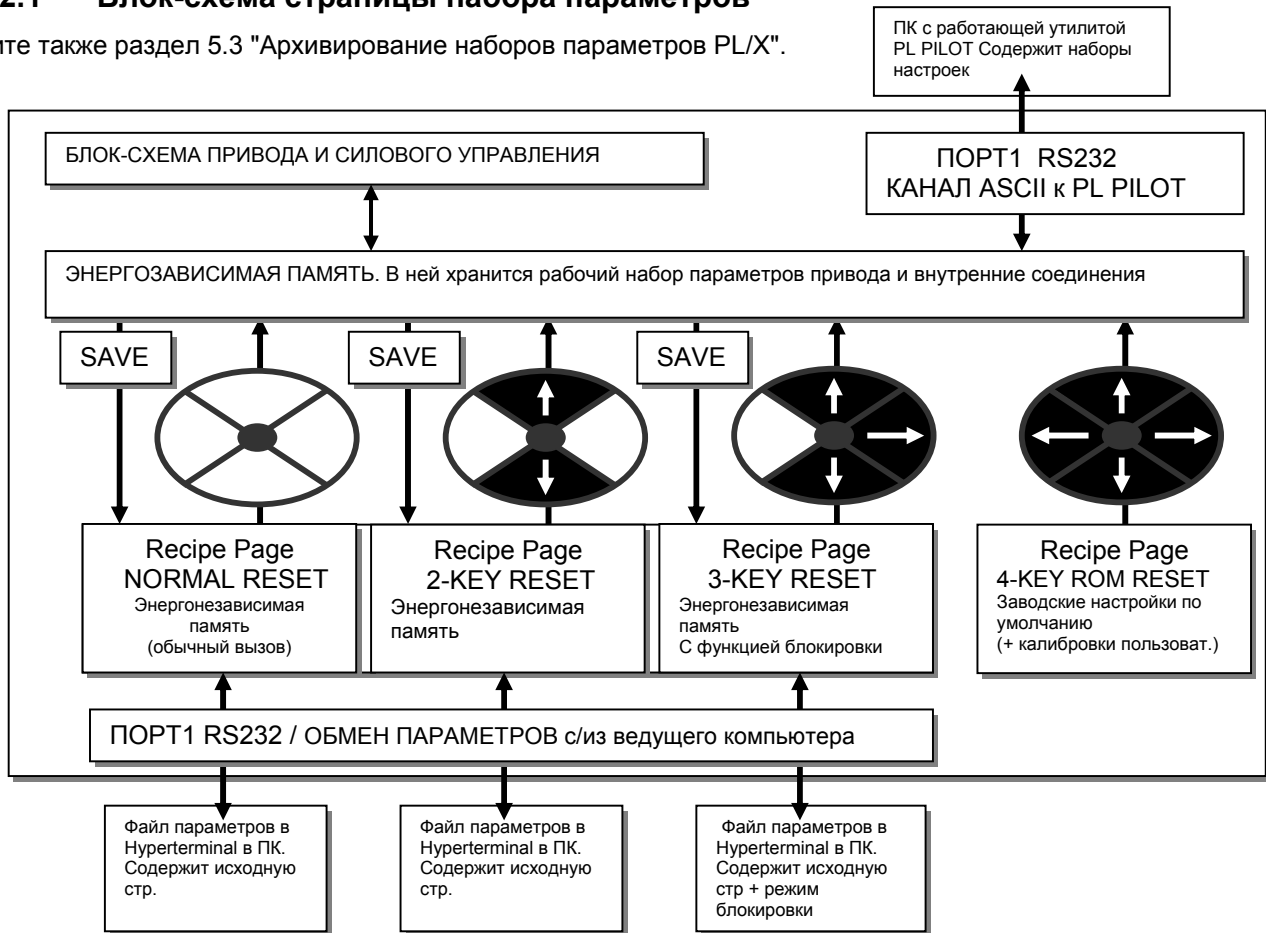 2.1 Блок-схема страницы набора параметров
ите также раздел 5.3 "Архивирование наборов параметров PL/X".
ПК с работающей утилитой
PL PILOT Содержит наборы
настроек
БЛОК-СХЕМА ПРИВОДА И СИЛОВОГО УПРАВЛЕНИЯ
ПОРТ1 RS232
КАНАЛ ASCII к PL PILOT
ЭНЕРГОЗАВИСИМАЯ ПАМЯТЬ. В ней хранится рабочий набор параметров привода и внутренние соединения
SAVE
SAVE
SAVE
Recipe Page
NORMAL RESET
Энергонезависимая
память
(обычный вызов)
Recipe Page
2-KEY RESET
Энергонезависимая
память
Recipe Page
3-KEY RESET
Энергонезависимая
память
С функцией блокировки
Recipe Page
4-KEY ROM RESET
Заводские настройки по
умолчанию
(+ калибровки пользоват.)
ПОРТ1 RS232 / ОБМЕН ПАРАМЕТРОВ с/из ведущего компьютера
Файл параметров в
Hyperterminal в ПК.
Содержит исходную
стр.
Файл параметров в
Hyperterminal в ПК.
Содержит исходную
стр.
Файл параметров в
Hyperterminal в ПК.
Содержит исходную
стр + режим
блокировки